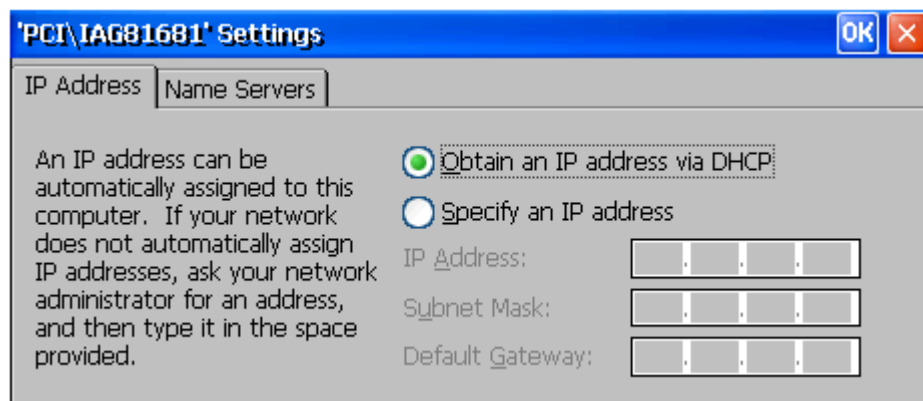 'PCI\IAG81681' Settings
OK
IP Address
Name Servers
An IP address can be
automatically assigned to this
computer. If your network
does not automatically assign
IP addresses, ask your network
administrator for an address,
and then type it in the space
provided.
Obtain an IP address via DHCP
Specify an IP address
IP Address:
Subnet Mask:
Default Gateway: